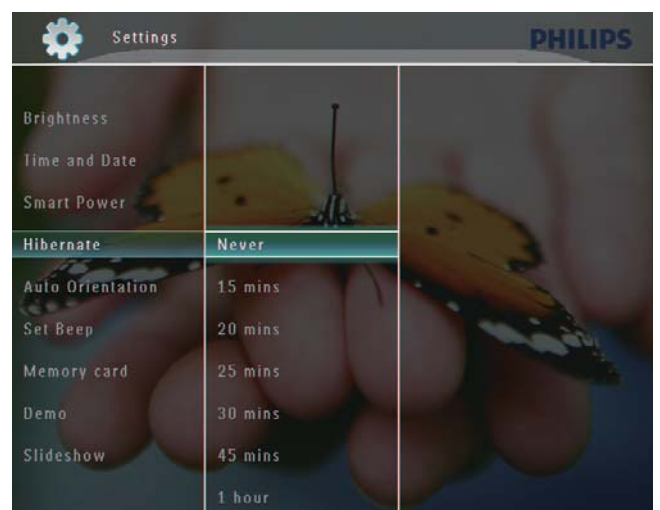 Settings
PHILIPS
Brightness
Time and Date
Smart Power
Hibernate
Auto Orientation
Set Beep
Memory card
Demo
Slideshow
Never
15 mins
20 mins
25 mins
30 mins
45 mins
1 hour